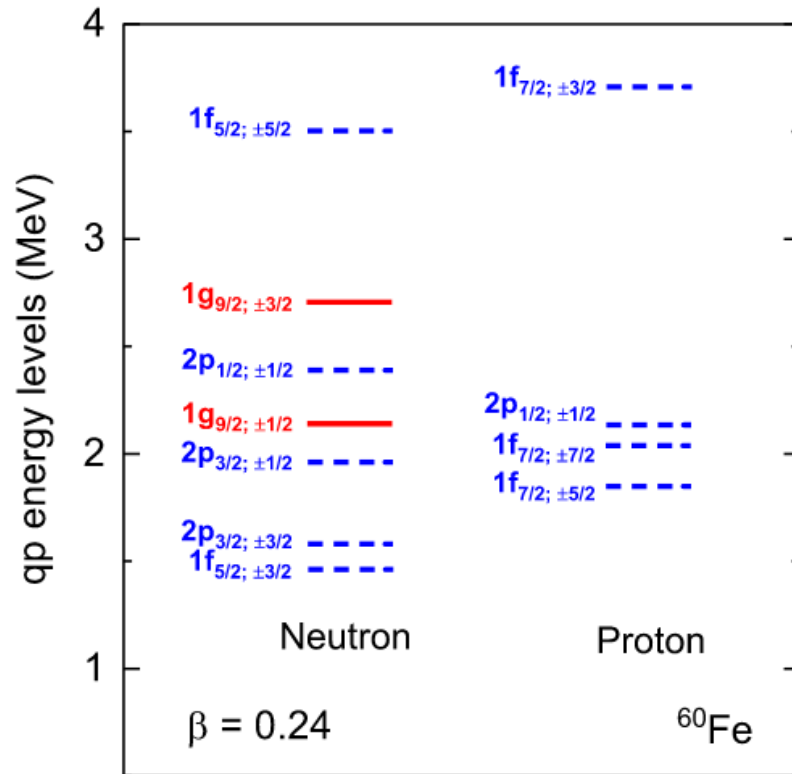 qp energy levels (MeV)
4
3
2
1
1f5/2; ±5/2
1g9/2; ±3/2
2p1/2; ±1/2
1g9/2; ±1/2
2p3/2; ±1/2
2p3/2; ±3/2
1f5/2; ±3/2
Neutron
1f7/2; ±3/2
2p1/2; ±1/2
1f7/2; ±7/2
1f7/2; ±5/2
Proton
β = 0.24
⁶⁰Fe